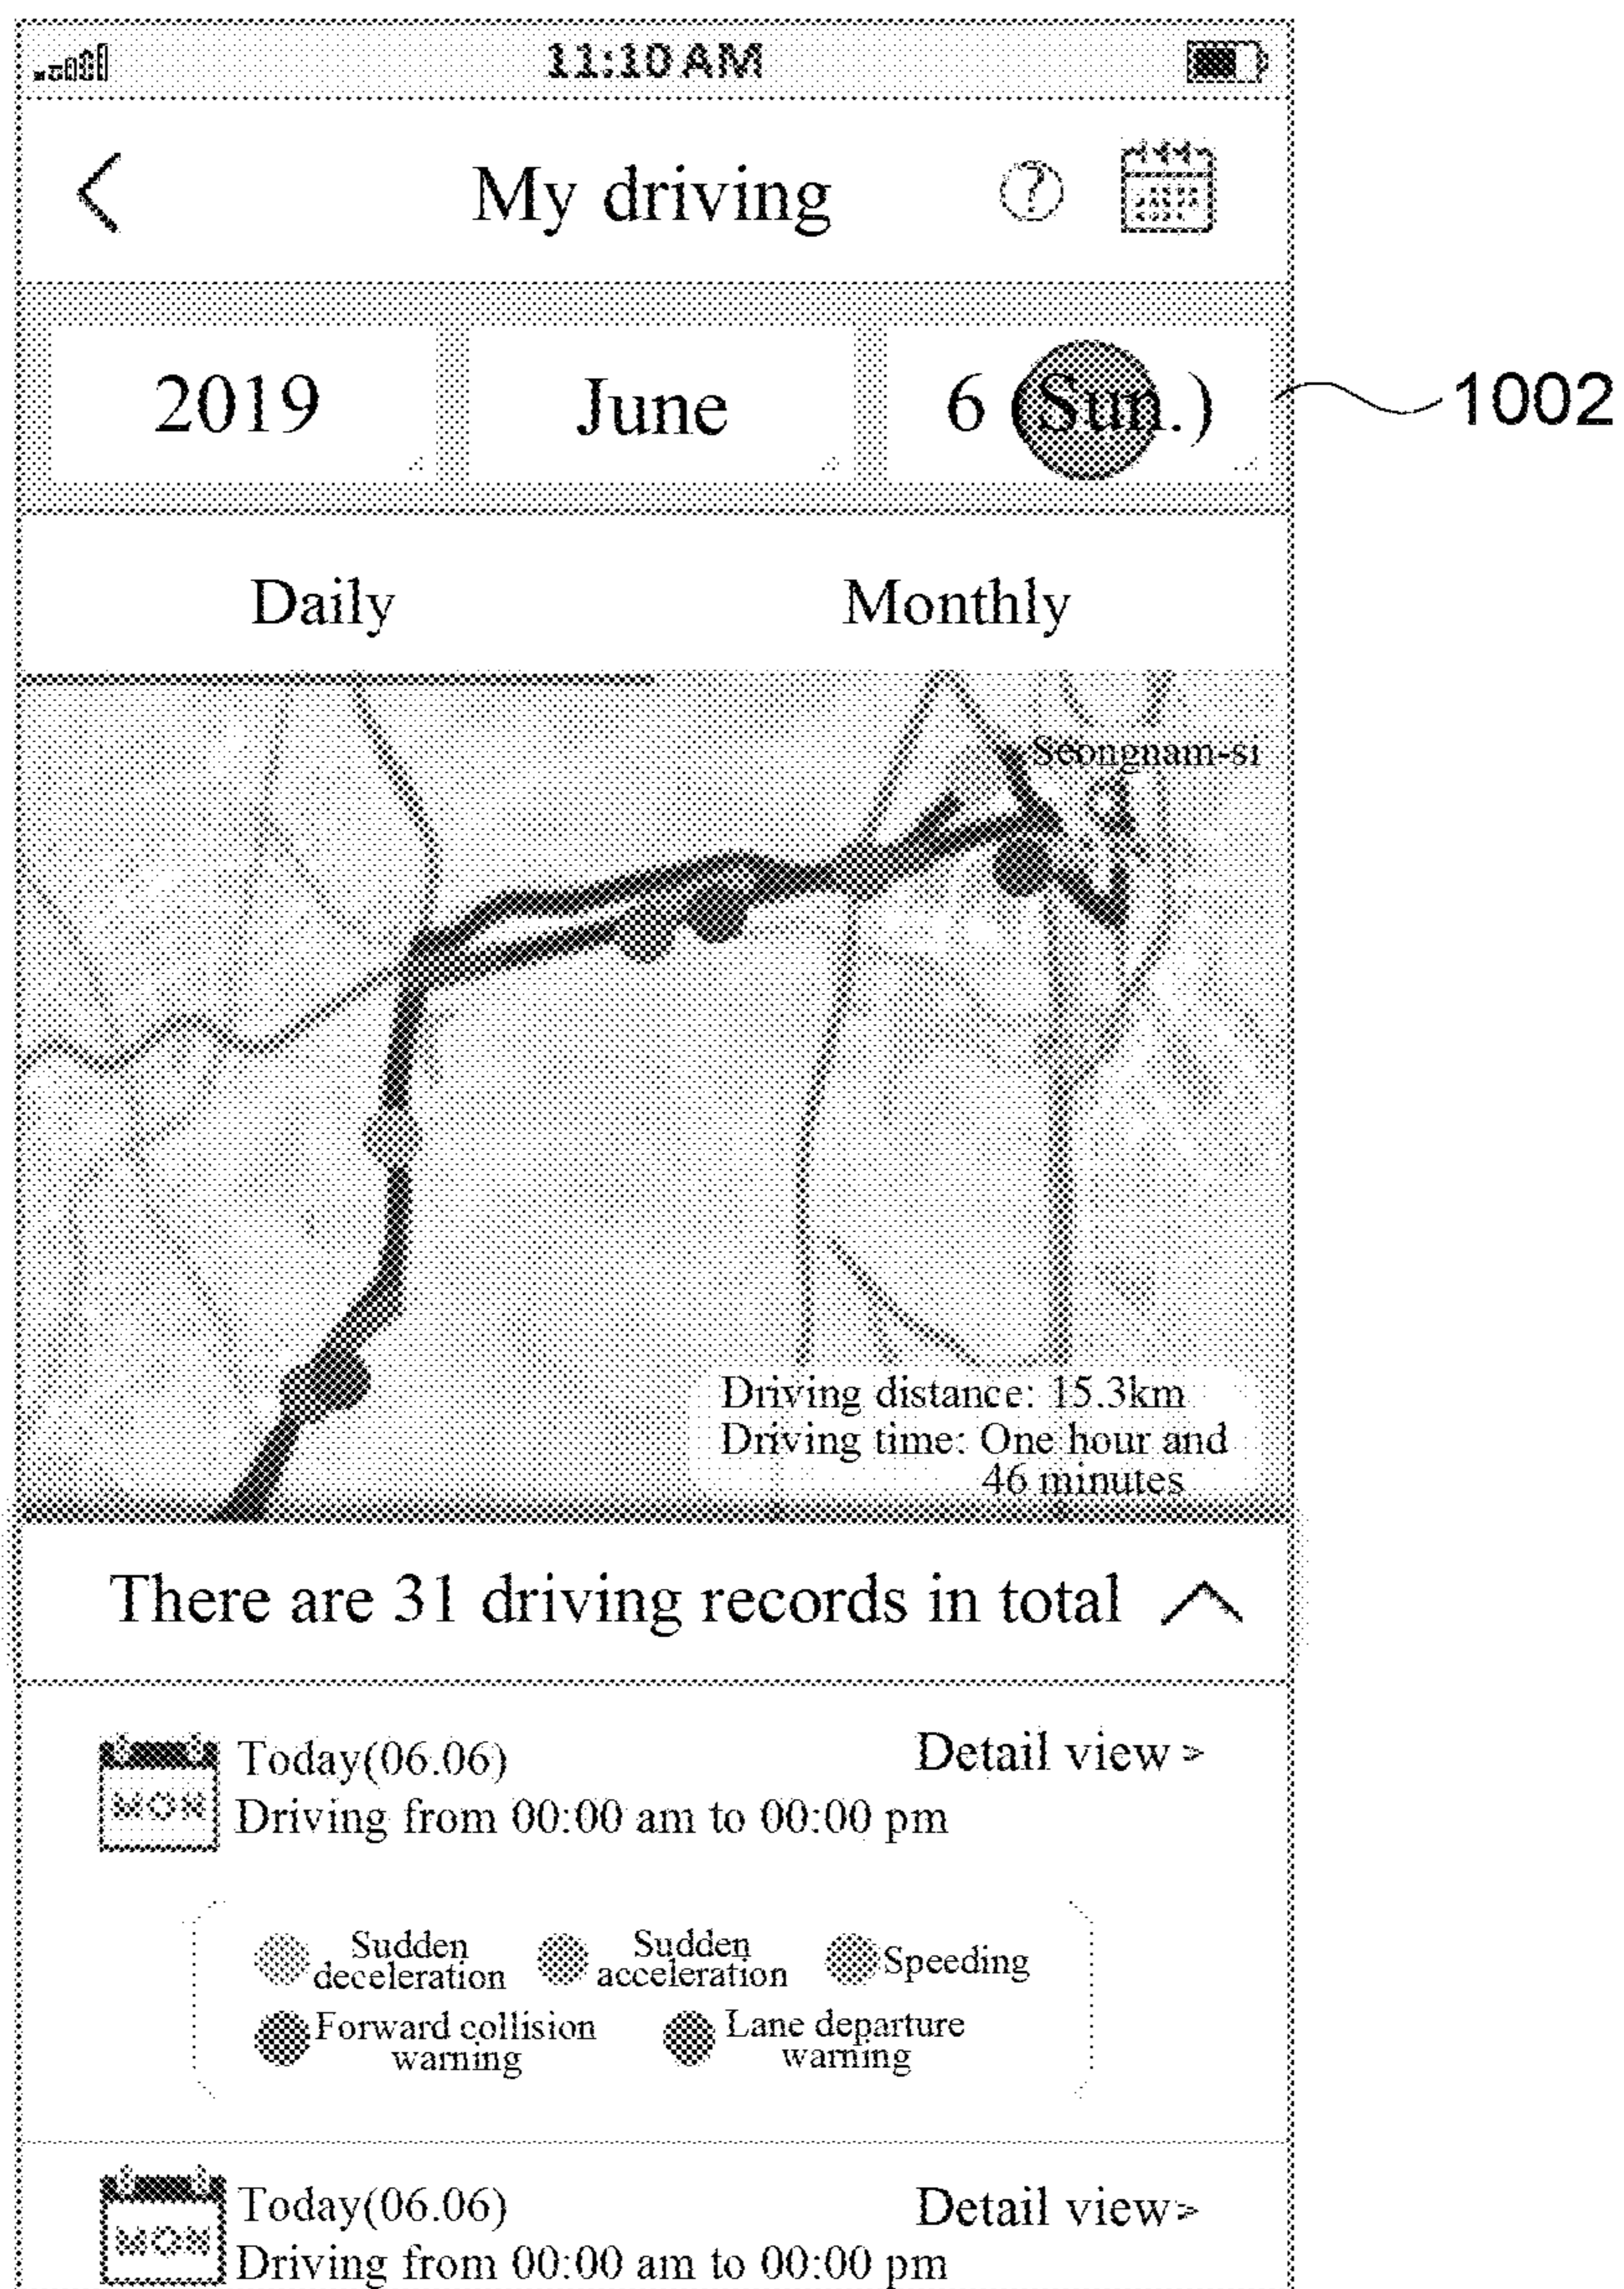 11:10 AM
My driving ?
2019 June 6 (Sun.)
1002
Daily Monthly
Seongnam-si
Driving distance: 15.3km
Driving time: One hour and
46 minutes
There are 31 driving records in total
Today(06.06) Detail view >
MON
Driving from 00:00 am to 00:00 pm
Sudden
deceleration
Sudden
acceleration
Speeding
Forward collision
warning
Lane departure
warning
Today(06.06) Detail view>
MON
Driving from 00:00 am to 00:00 pm